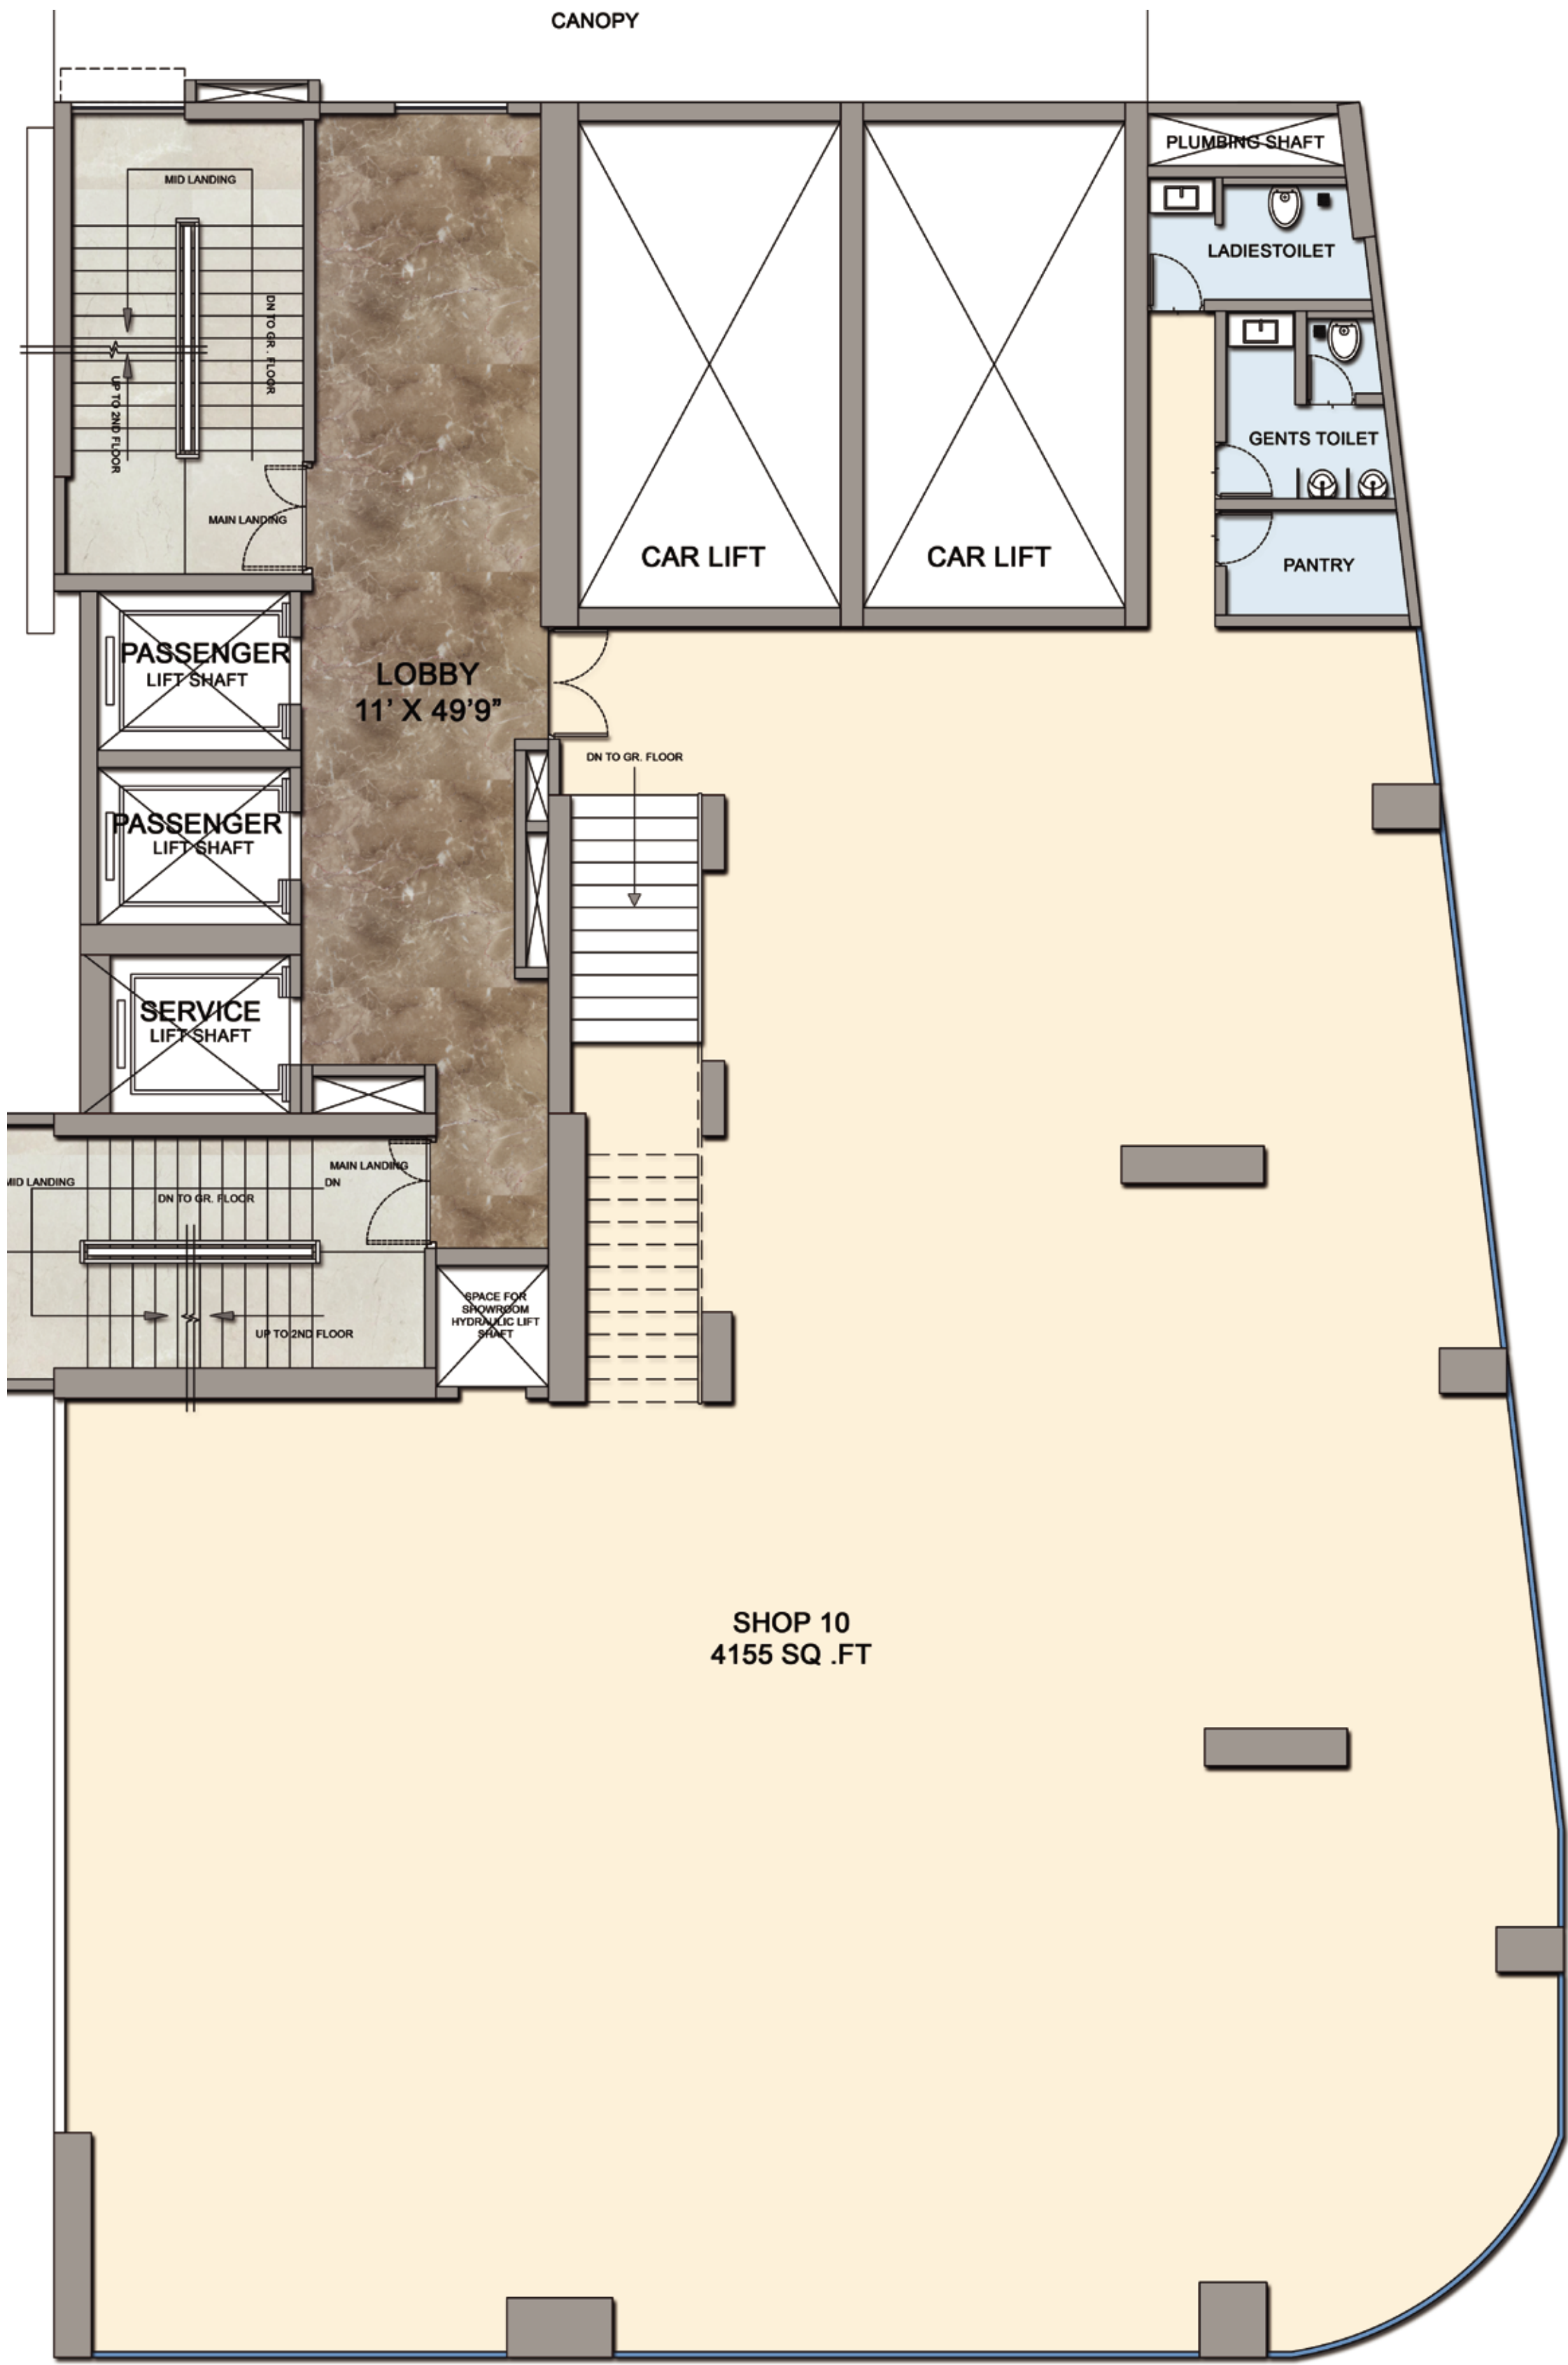 CANOPY
PLUMBING SHAFT
MID LANDING
LADIESTOILET
DN TO GR . FLOOR
UP TO 2ND FLOOR
GENTS TOILET
MAIN LANDING
CAR LIFT
CAR LIFT
PANTRY
PASSENGER
LIFT SHAFT
LOBBY
11' X 49'9"
DN TO GR. FLOOR
PASSENGER
LIFT SHAFT
SERVICE
LIFT SHAFT
MAIN LANDING
MID LANDING
DN
DN TO GR. FLOOR
SPACE FOR
SHOWROOM
HYDRAULIC LIFT
SHAFT
UP TO 2ND FLOOR
SHOP 10
4155 SQ .FT